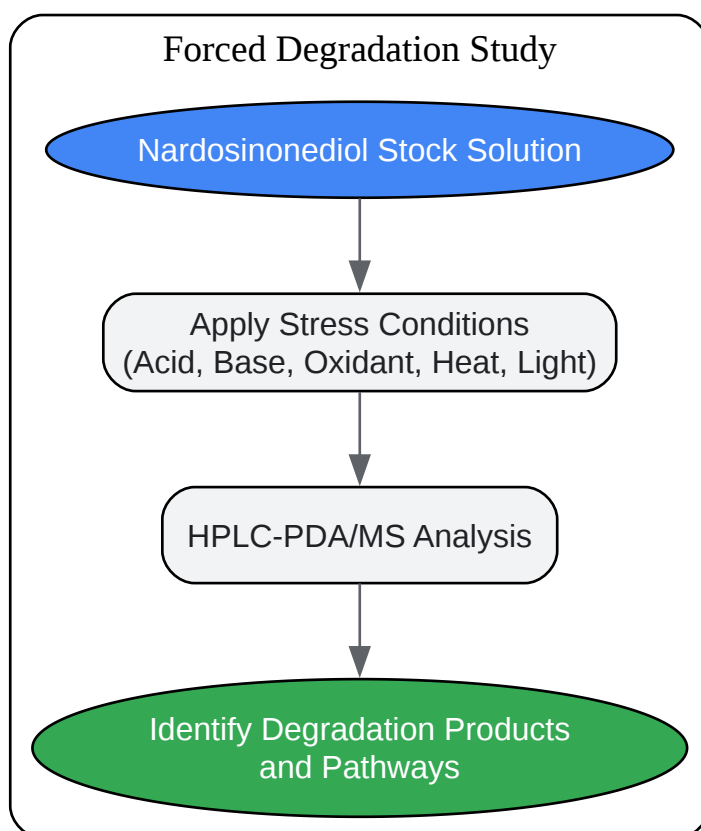 Forced Degradation Study
Nardosinonediol Stock Solution
Apply Stress Conditions
(Acid, Base, Oxidant, Heat, Light)
HPLC-PDA/MS Analysis
Identify Degradation Products
and Pathways